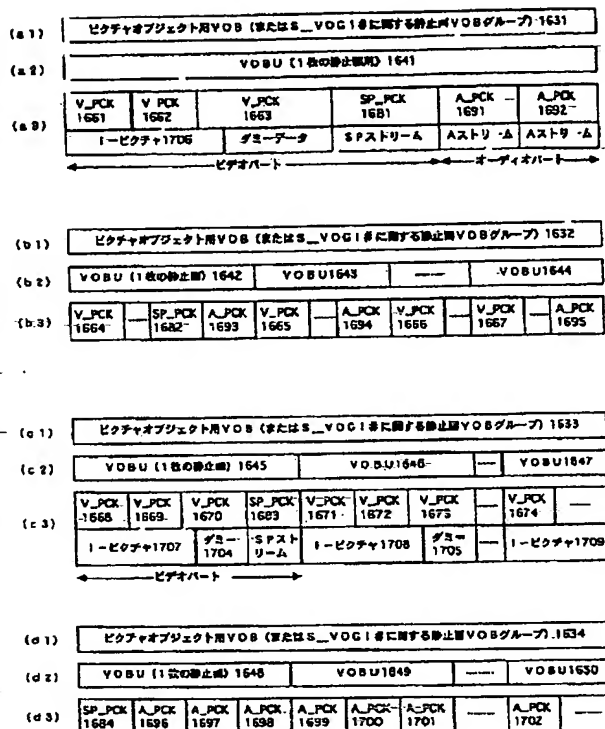 (a1) ピクチャオブジェクト用VOB (またはS__VOGI#に関する静止画VOBグループ) 1631
(a2) VOBU (1枚の静止画用) 1641
(a3) V_PCK 1661 V_PCK 1662 V_PCK 1663 SP_PCK 1681 A_PCK 1691 A_PCK 1692
I-ピクチャ1706 ダミーデータ SPストリーム Aストリーム Aストリーム
ビデオパート オーディオパート
(b1) ピクチャオブジェクト用VOB (またはS__VOGI#に関する静止画VOBグループ) 1632
(b2) VOBU (1枚の静止画) 1642 VOBU1643 VOBU1644
(b3) V_PCK 1664 SP_PCK 1682 A_PCK 1693 V_PCK 1665 A_PCK 1694 V_PCK 1666 V_PCK 1667 A_PCK 1695
(c1) ピクチャオブジェクト用VOB (またはS__VOGI#に関する静止画VOBグループ) 1633
(c2) VOBU (1枚の静止画) 1645 VOBU1646 VOBU1647
(c3) V_PCK 1668 V_PCK 1669 V_PCK 1670 SP_PCK 1683 V_PCK 1671 V_PCK 1672 V_PCK 1673 V_PCK 1674
I-ピクチャ1707 ダミー 1704 SPストリーム I-ピクチャ1708 ダミー 1705 I-ピクチャ1709
ビデオパート
(d1) ピクチャオブジェクト用VOB (またはS__VOGI#に関する静止画VOBグループ) 1634
(d2) VOBU (1枚の静止画) 1648 VOBU1649 VOBU1650
(d3) SP_PCK 1684 A_PCK 1696 A_PCK 1697 A_PCK 1698 A_PCK 1699 A_PCK 1700 A_PCK 1701 A_PCK 1702